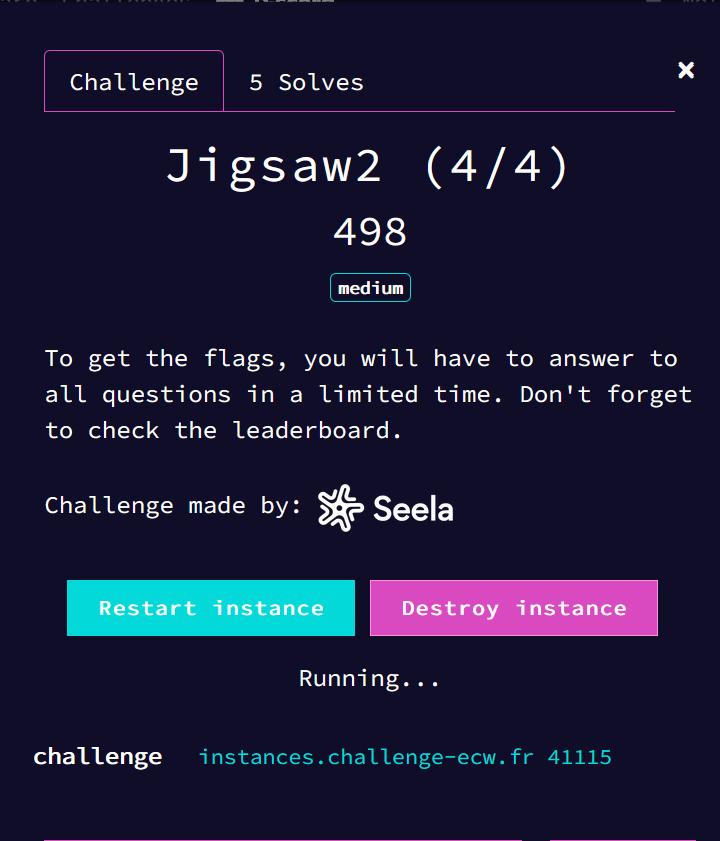 Challenge
5 Solves
×
Jigsaw2 (4/4)
498
medium
To get the flags, you will have to answer to
all questions in a limited time. Don't forget
to check the leaderboard.
Challenge made by: Seela
Restart instance
Destroy instance
Running...
challenge instances.challenge-ecw.fr 41115